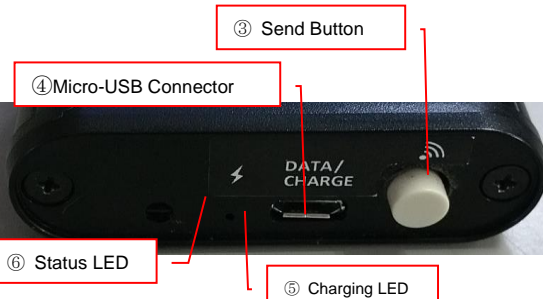 ③ Send Button
④Micro-USB Connector
DATA/
CHARGE
⑥ Status LED
⑤ Charging LED